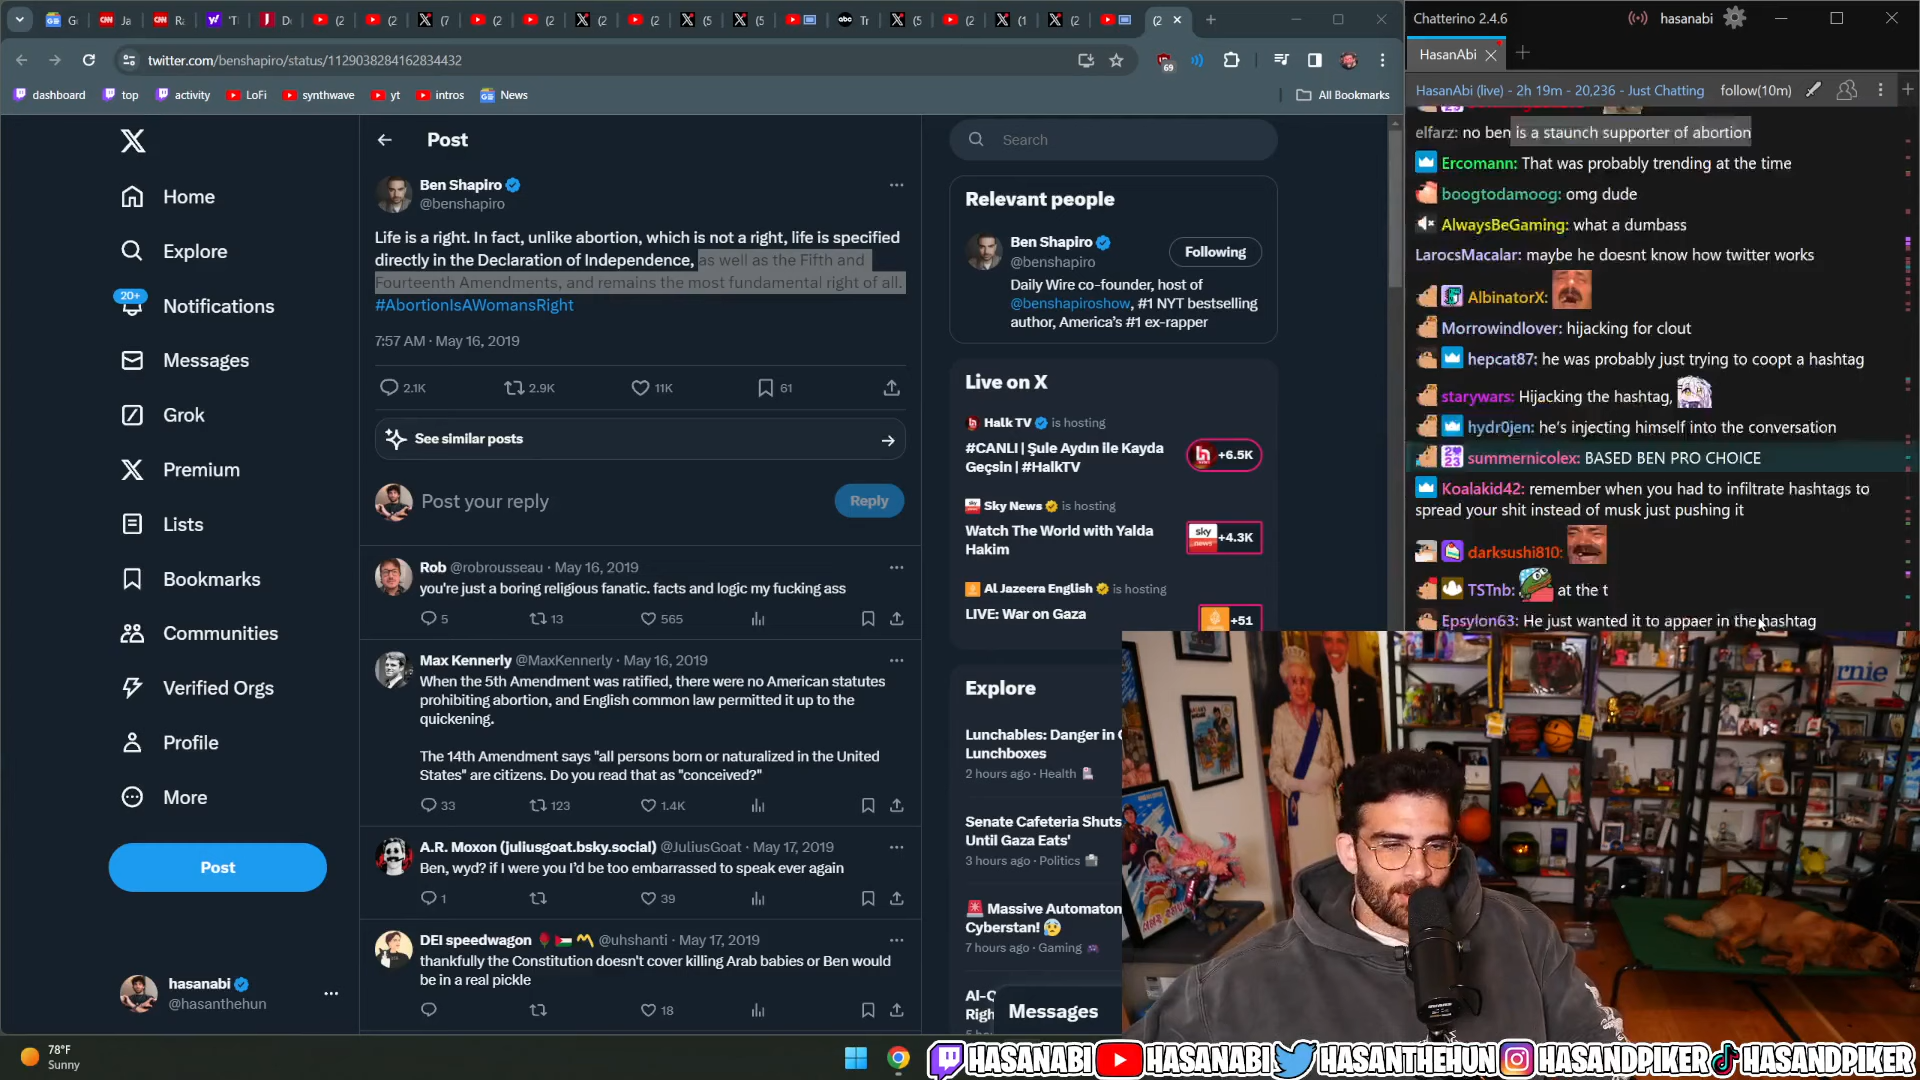 Chatterino 2.4.6
hasanabi
HasanAbi
twitter.com/benshapiro/status/1129038284162834432
69
dashboard
top
activity
LoFi
synthwave
yt
intros
News
All Bookmarks
HasanAbi (live) - 2h 19m - 20,236 - Just Chatting
follow(10m)
Home
Explore
20+
Notifications
Messages
Grok
Premium
Lists
Bookmarks
Communities
Verified Orgs
Profile
More
Post
hasanabi
@hasanthehun
Post
Ben Shapiro
@benshapiro
Life is a right. In fact, unlike abortion, which is not a right, life is specified
directly in the Declaration of Independence, as well as the Fifth and
Fourteenth Amendments, and remains the most fundamental right of all.
#AbortionIsAWomansRight
7:57 AM · May 16, 2019
2.1K
2.9K
11K
61
See similar posts
Post your reply
Reply
Rob @robrousseau · May 16, 2019
you're just a boring religious fanatic. facts and logic my fucking ass
5
13
565
Max Kennerly @MaxKennerly · May 16, 2019
When the 5th Amendment was ratified, there were no American statutes
prohibiting abortion, and English common law permitted it up to the
quickening.
The 14th Amendment says "all persons born or naturalized in the United
States" are citizens. Do you read that as "conceived?"
33
123
1.4K
A.R. Moxon (juliusgoat.bsky.social) @JuliusGoat · May 17, 2019
Ben, wyd? if I were you I'd be too embarrassed to speak ever again
1
39
DEI speedwagon @uhshanti · May 17, 2019
thankfully the Constitution doesn't cover killing Arab babies or Ben would
be in a real pickle
18
Search
Relevant people
Ben Shapiro
@benshapiro
Following
Daily Wire co-founder, host of
@benshapiroshow, #1 NYT bestselling
author, America's #1 ex-rapper
Live on X
Halk TV is hosting
#CANLI | Şule Aydın ile Kayda
Geçsin | #HalkTV
+6.5K
Sky News is hosting
Watch The World with Yalda
Hakim
sky news
+4.3K
Al Jazeera English is hosting
LIVE: War on Gaza
+51
Explore
Lunchables: Danger in
Lunchboxes
2 hours ago · Health
Senate Cafeteria Shuts
Until Gaza Eats'
3 hours ago · Politics
Massive Automaton
Cyberstan!
7 hours ago · Gaming
Messages
elfarz: no ben is a staunch supporter of abortion
Ercomann: That was probably trending at the time
boogtodamoog: omg dude
AlwaysBeGaming: what a dumbass
LarocsMacalar: maybe he doesnt know how twitter works
AlbinatorX:
Morrowindlover: hijacking for clout
hepcat87: he was probably just trying to coopt a hashtag
starywars: Hijacking the hashtag,
hydr0jen: he's injecting himself into the conversation
summernicolex: BASED BEN PRO CHOICE
Koalakid42: remember when you had to infiltrate hashtags to
spread your shit instead of musk just pushing it
darksushi810:
TSTnb: at the t
Epsylon63: He just wanted it to appaer in the hashtag
rnie
78°F
Sunny
HASANABI
HASANABI
HASANTHEHUN
HASANDPIKER
HASANDPIKER